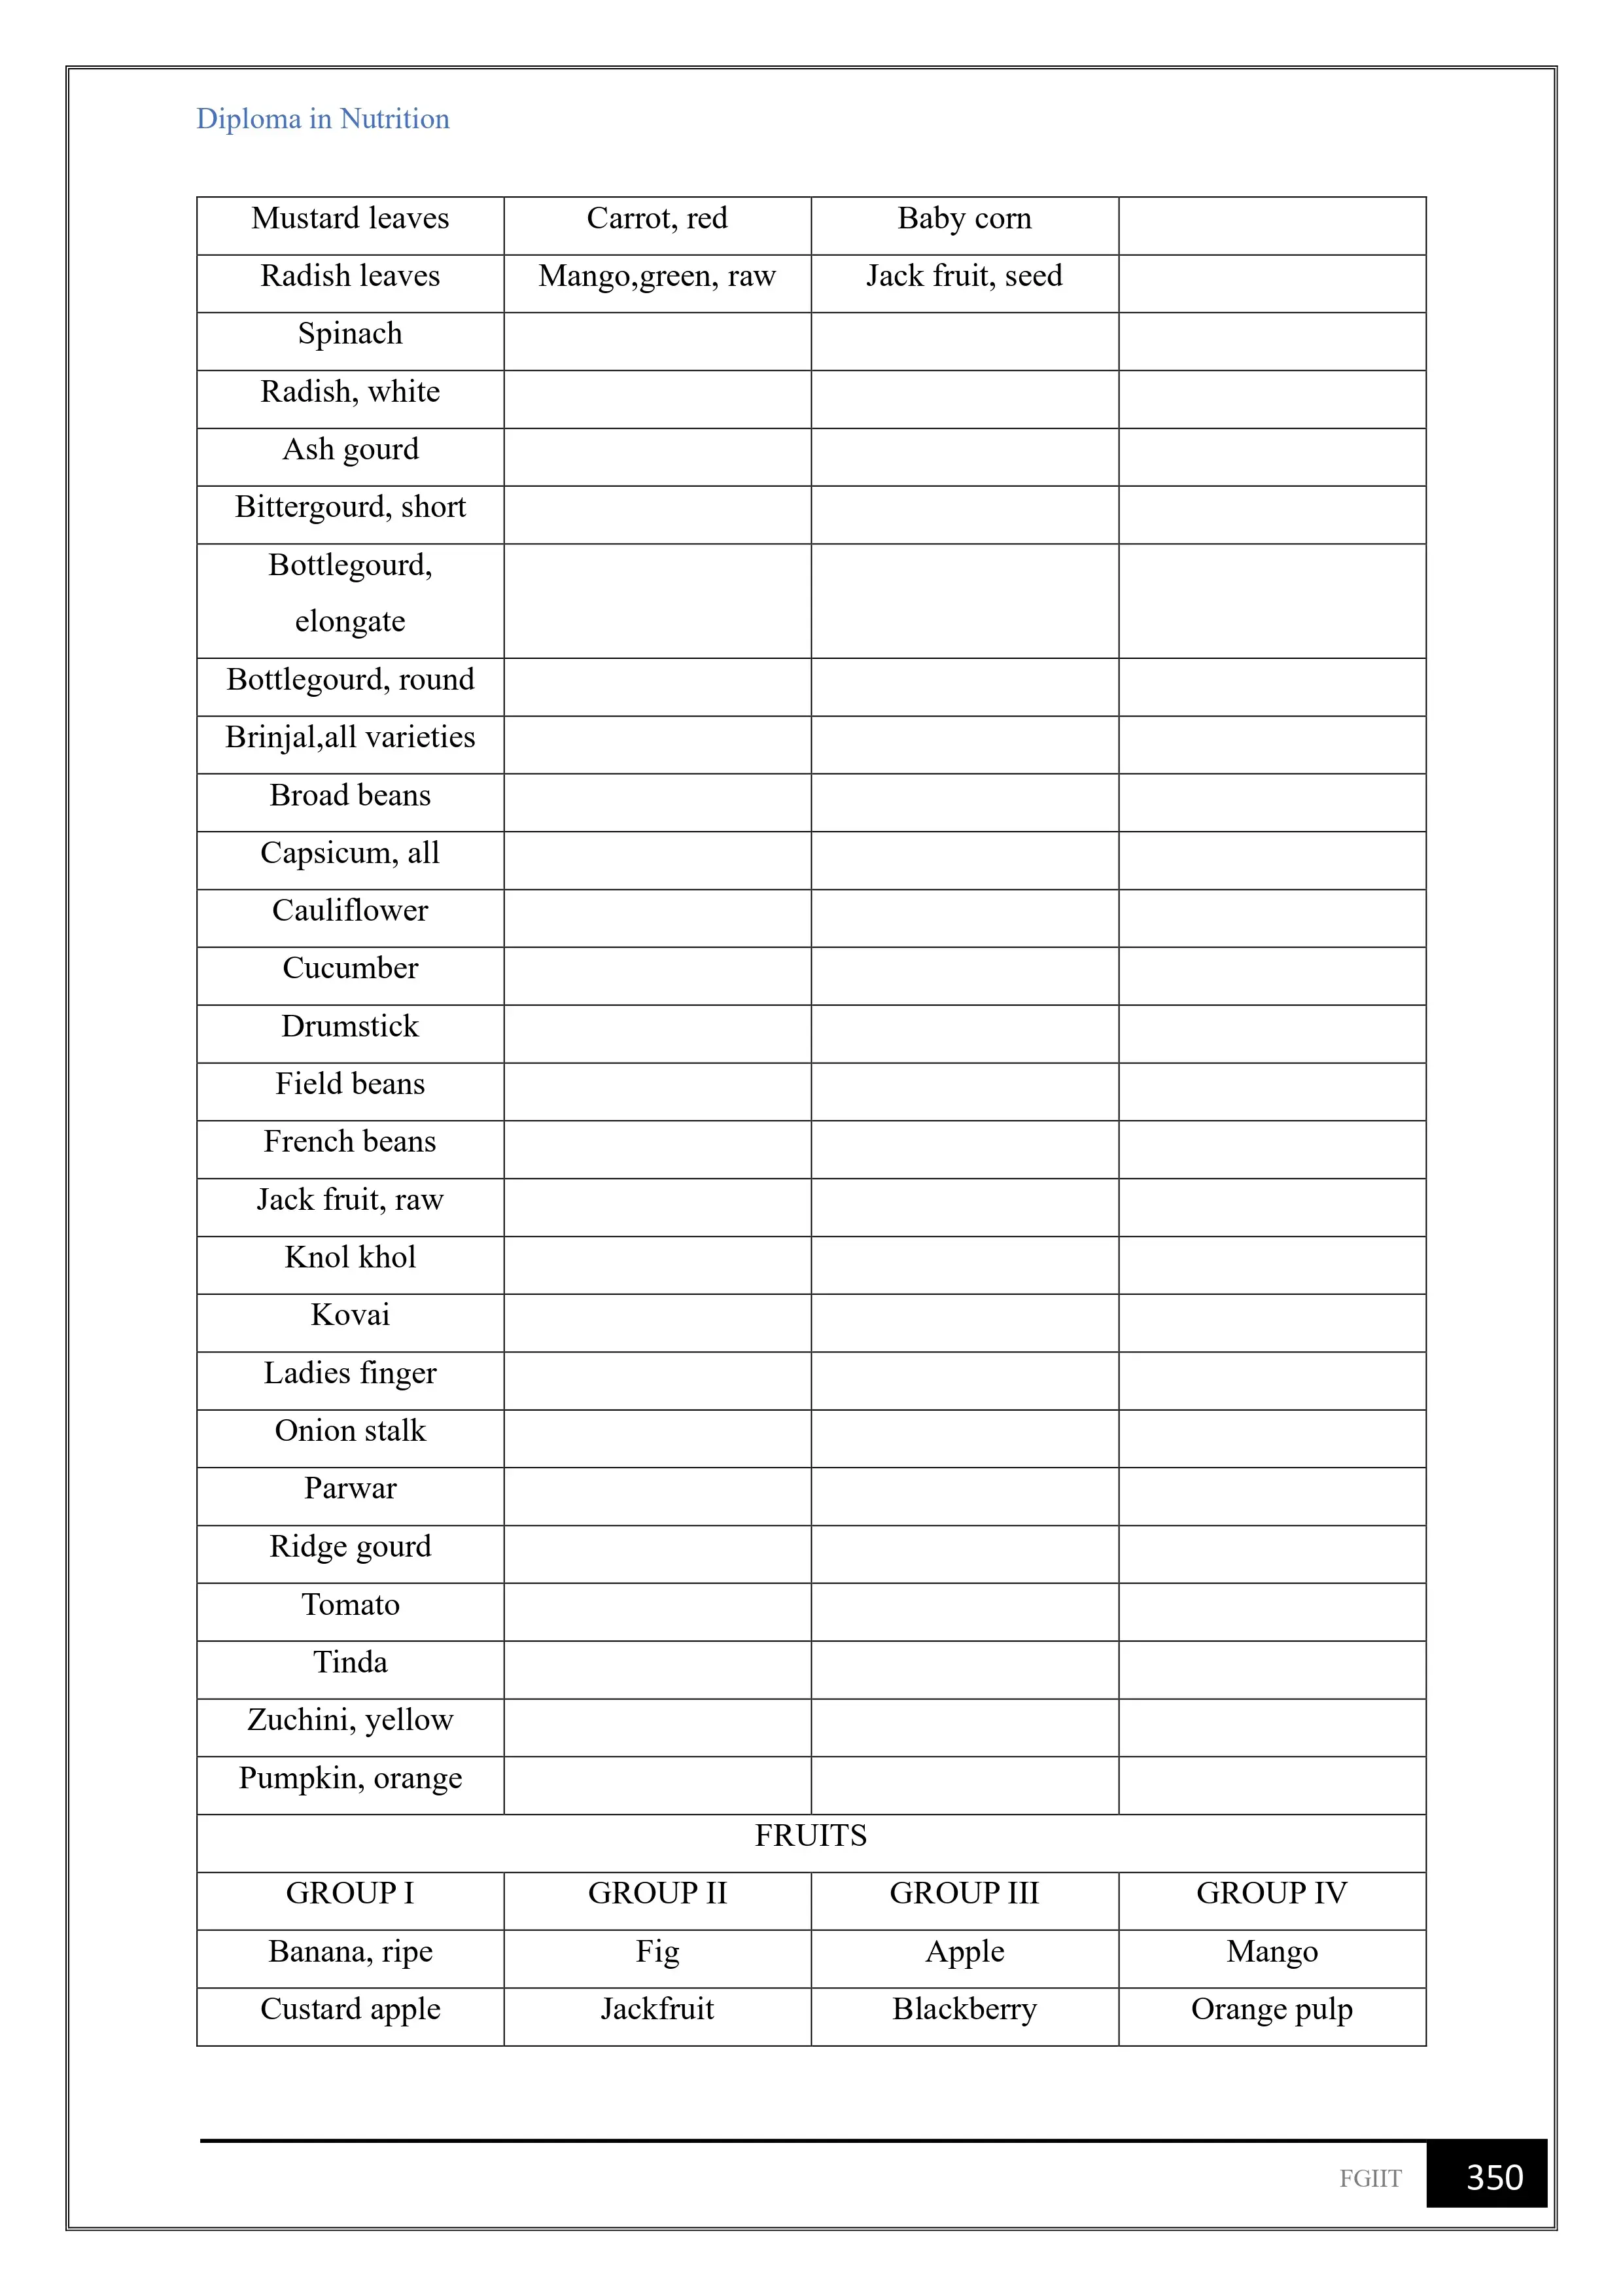 Diploma in Nutrition
Mustard leaves Carrot, red Baby corn
Radish leaves Mango,green, raw Jack fruit, seed
Spinach
Radish, white
Ash gourd
Bittergourd, short
Bottlegourd,
elongate
Bottlegourd, round
Brinjal,all varieties
Broad beans
Capsicum, all
Cauliflower
Cucumber
Drumstick
Field beans
French beans
Jack fruit, raw
Knol khol
Kovai
Ladies finger
Onion stalk
Parwar
Ridge gourd
Tomato
Tinda
Zuchini, yellow
Pumpkin, orange
FRUITS
GROUP I GROUP II GROUP III GROUP IV
Banana, ripe Fig Apple Mango
Custard apple Jackfruit Blackberry Orange pulp
FGIIT 350